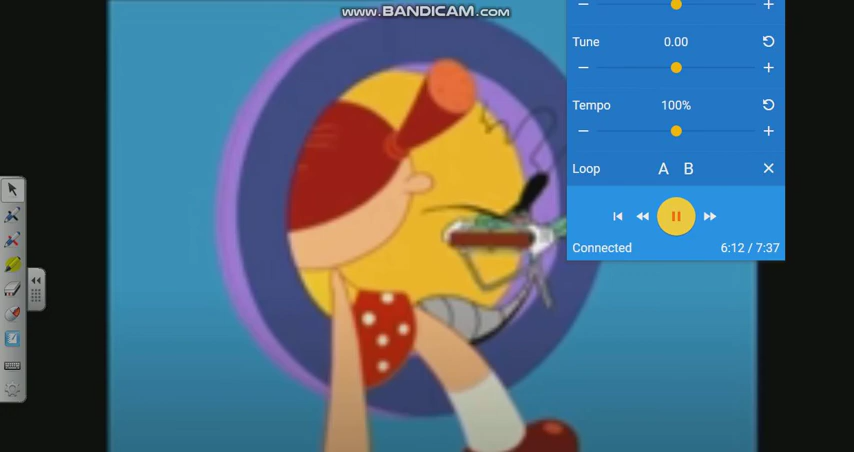 www.BANDICAM.com
Tune 0.00
Tempo 100%
Loop A B
Connected 6:12 / 7:37